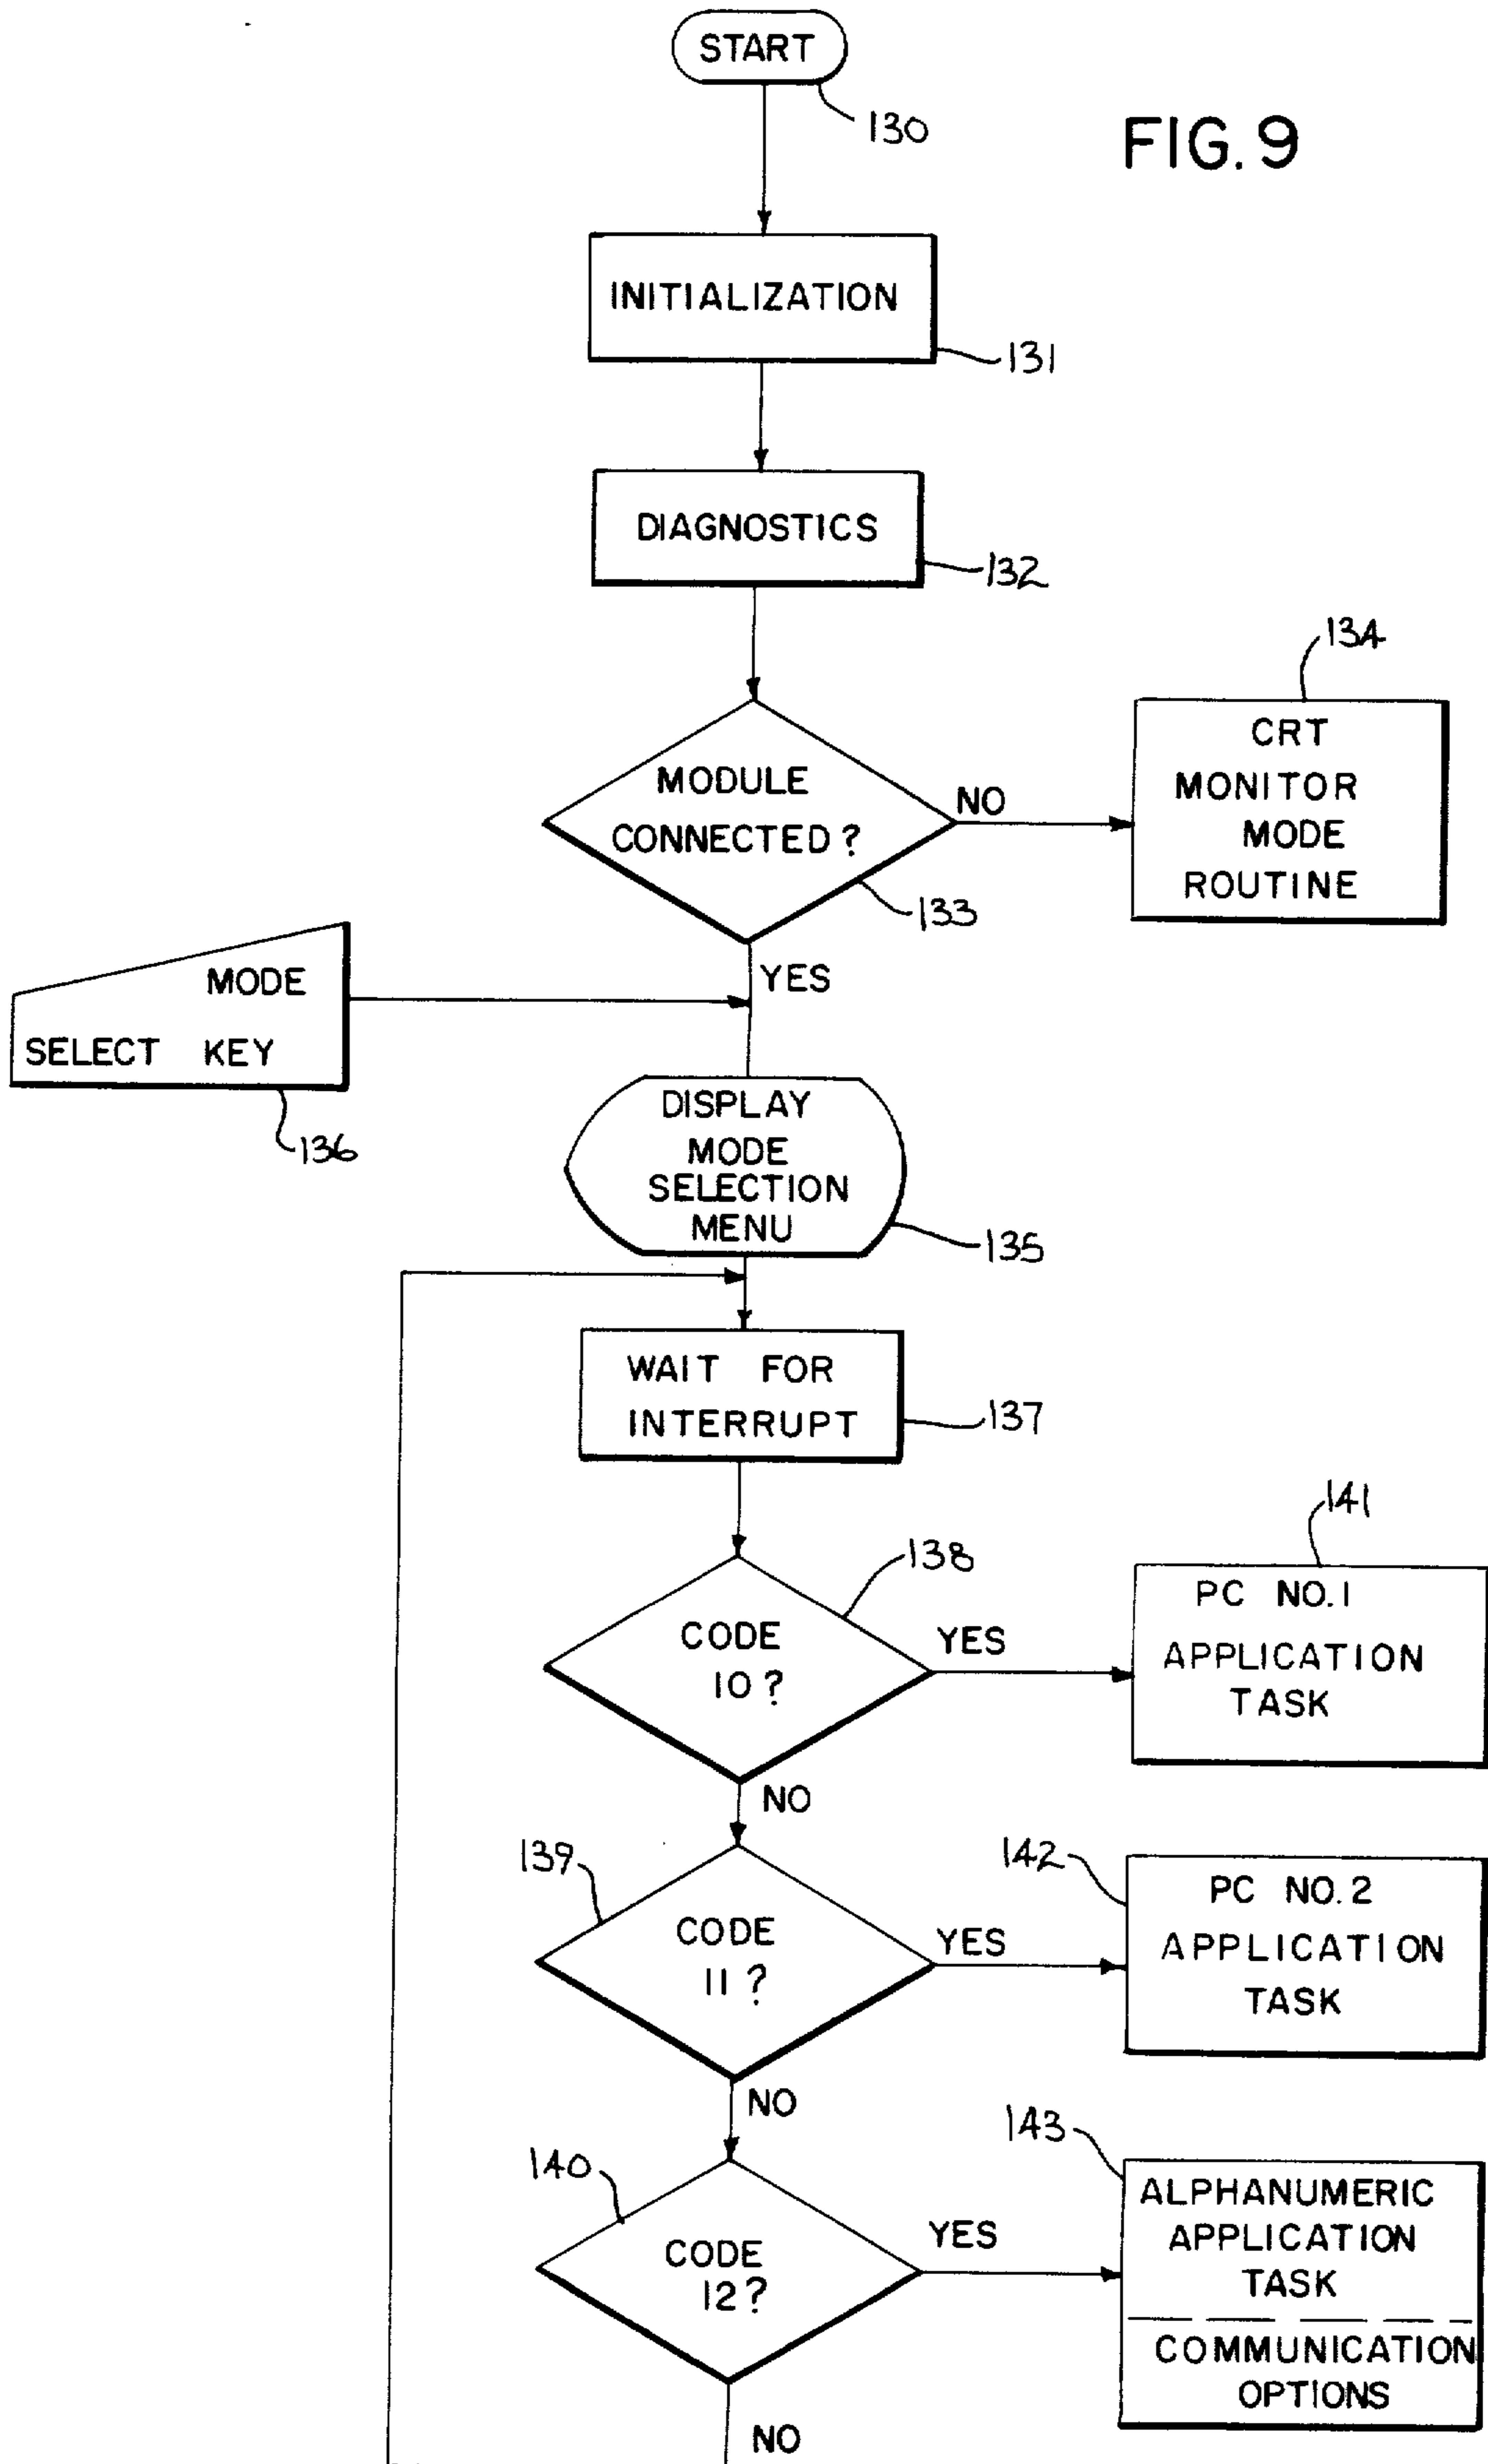 START
130
FIG. 9
INITIALIZATION
131
DIAGNOSTICS
132
134
CRT
MONITOR
MODE
ROUTINE
MODULE
CONNECTED?
NO
133
YES
MODE
SELECT KEY
136
DISPLAY
MODE
SELECTION
MENU
135
WAIT FOR
INTERRUPT
137
138
CODE
10?
YES
141
PC NO. 1
APPLICATION
TASK
NO
139
CODE
11?
YES
142
PC NO. 2
APPLICATION
TASK
NO
140
CODE
12?
YES
143
ALPHANUMERIC
APPLICATION
TASK
COMMUNICATION
OPTIONS
NO